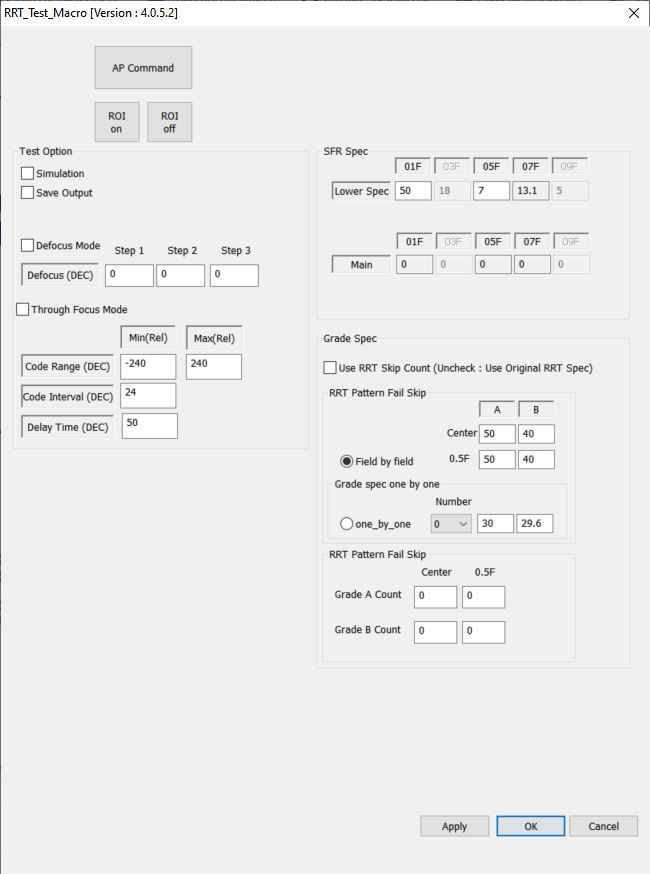 RRT_Test_Macro [Version : 4.0.5.2]
AP Command
ROI on
ROI off
Test Option
Simulation
Save Output
Defocus Mode
Step 1 Step 2 Step 3
Defocus (DEC) 0 0 0
Through Focus Mode
Min(Rel) Max(Rel)
Code Range (DEC) -240 240
Code Interval (DEC) 24
Delay Time (DEC) 50
SFR Spec
01F 03F 05F 07F 09F
Lower Spec 50 18 7 13.1 5
01F 03F 05F 07F 09F
Main 0 0 0 0 0
Grade Spec
Use RRT Skip Count (Uncheck : Use Original RRT Spec)
RRT Pattern Fail Skip
A B
Center 50 40
Field by field 0.5F 50 40
Grade spec one by one
Number
one_by_one 0 30 29.6
RRT Pattern Fail Skip
Center 0.5F
Grade A Count 0 0
Grade B Count 0 0
Apply OK Cancel